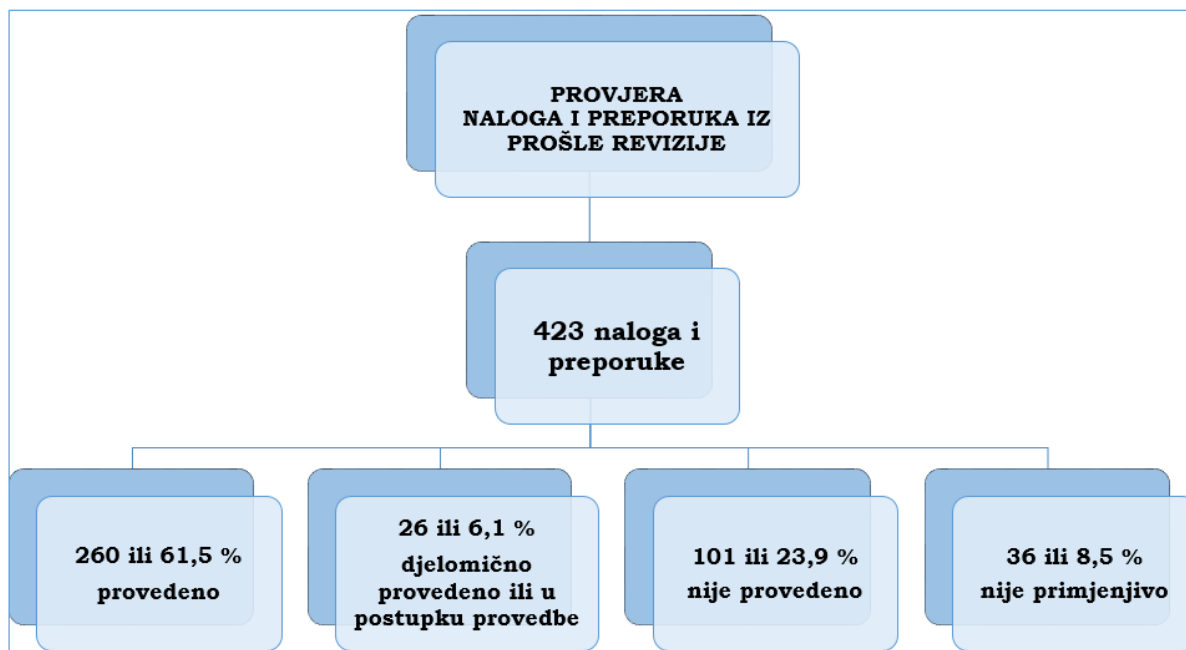 PROVJERA
NALOGA I PREPORUKA IZ
PROŠLE REVIZIJE
423 naloga i
preporuke
260 ili 61,5 %
provedeno
26 ili 6,1 %
djelomično
provedeno ili u
postupku provedbe
101 ili 23,9 %
nije provedeno
36 ili 8,5 %
nije primjenjivo